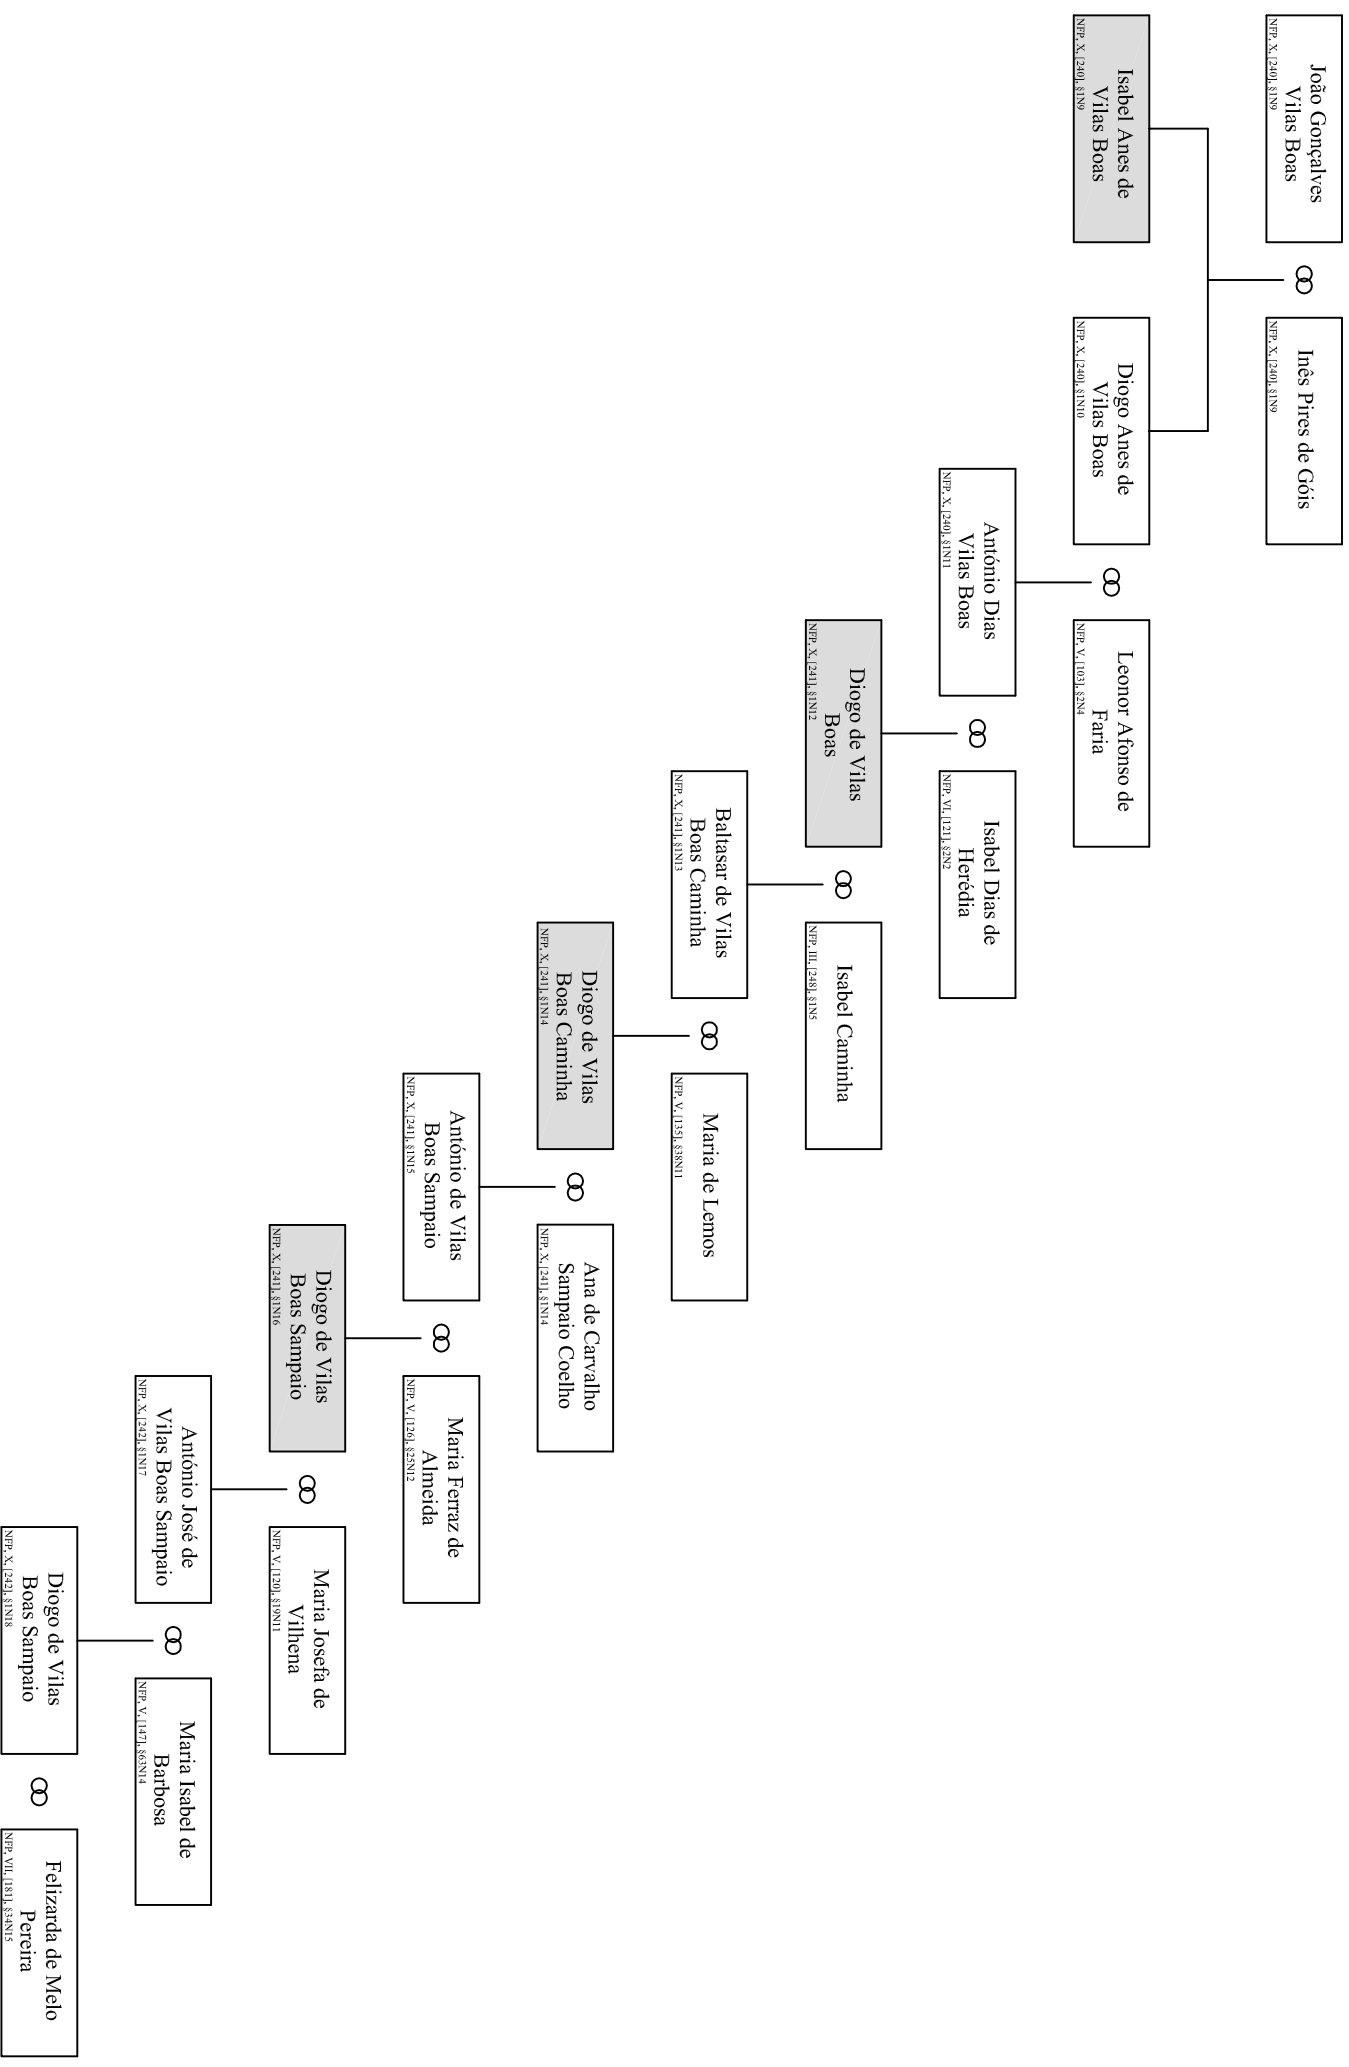 João Gonçalves
Vilas Boas
NFP, X, [240], §1N9
Inês Pires de Góis
NFP, X, [240], §1N9
Isabel Anes de
Vilas Boas
NFP, X, [240], §1N9
Diogo Anes de
Vilas Boas
NFP, X, [240], §1N10
Leonor Afonso de
Faria
NFP, V, [103], §2N4
António Dias
Vilas Boas
NFP, X, [240], §1N11
Isabel Dias de
Herédia
NFP, VI, [121], §2N2
Diogo de Vilas
Boas
NFP, X, [241], §1N12
Isabel Caminha
NFP, III, [248], §1N5
Baltasar de Vilas
Boas Caminha
NFP, X, [241], §1N13
Maria de Lemos
NFP, V, [135], §38N11
Diogo de Vilas
Boas Caminha
NFP, X, [241], §1N14
Ana de Carvalho
Sampaio Coelho
NFP, X, [241], §1N14
António de Vilas
Boas Sampaio
NFP, X, [241], §1N15
Maria Ferraz de
Almeida
NFP, V, [126], §25N12
Diogo de Vilas
Boas Sampaio
NFP, X, [241], §1N16
Maria Josefa de
Vilhena
NFP, V, [120], §19N11
António José de
Vilas Boas Sampaio
NFP, X, [242], §1N17
Maria Isabel de
Barbosa
NFP, V, [147], §63N14
Diogo de Vilas
Boas Sampaio
NFP, X, [242], §1N18
Felizarda de Melo
Pereira
NFP, VII, [181], §34N15